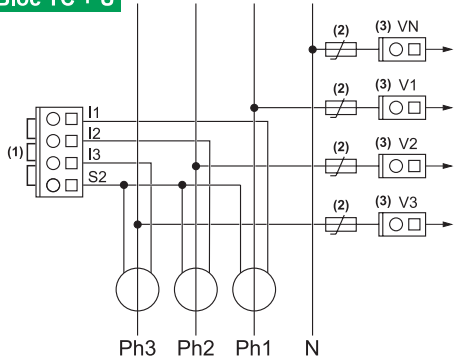 Bloc TC + U
(2) (3) VN
I1
(2) (3) V1
I2
(1) I3
(2) (3) V2
S2
(2) (3) V3
Ph3 Ph2 Ph1 N